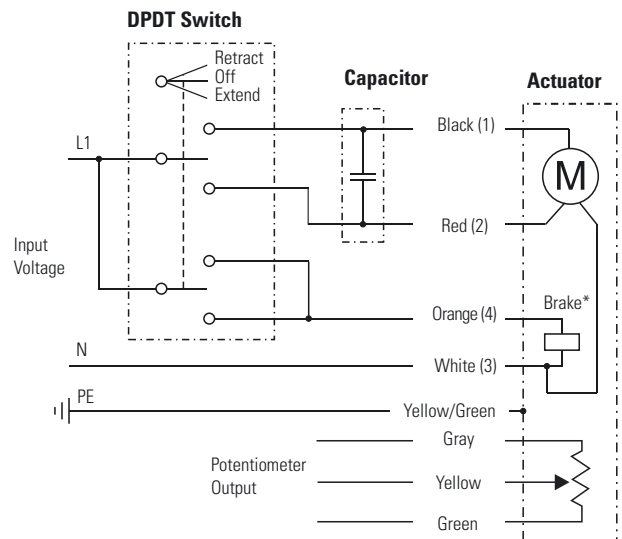 DPDT Switch
Retract
Off
Extend
Capacitor
Actuator
Black (1)
L1
M
Red (2)
Input
Voltage
Brake*
Orange (4)
N
White (3)
PE
Yellow/Green
Gray
Potentiometer
Output
Yellow
Green